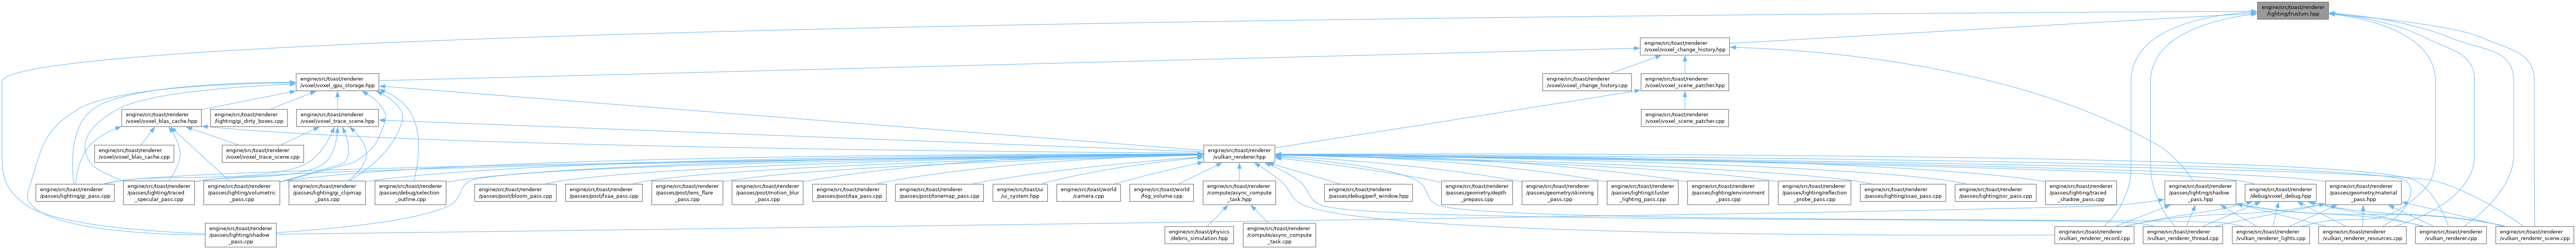 engine/src/toast/renderer
/lighting/frustum.hpp
engine/src/toast/renderer
/voxel/voxel_change_history.hpp
engine/src/toast/renderer
/voxel/voxel_gpu_storage.hpp
engine/src/toast/renderer
/voxel/voxel_change_history.cpp
engine/src/toast/renderer
/voxel/voxel_scene_patcher.hpp
engine/src/toast/renderer
/voxel/voxel_blas_cache.hpp
engine/src/toast/renderer
/lighting/gi_dirty_boxes.cpp
engine/src/toast/renderer
/voxel/voxel_trace_scene.hpp
engine/src/toast/renderer
/voxel/voxel_scene_patcher.cpp
engine/src/toast/renderer
/voxel/voxel_blas_cache.cpp
engine/src/toast/renderer
/voxel/voxel_trace_scene.cpp
engine/src/toast/renderer
/vulkan_renderer.hpp
engine/src/toast/renderer
/passes/lighting/gi_pass.cpp
engine/src/toast/renderer
/passes/lighting/traced
_specular_pass.cpp
engine/src/toast/renderer
/passes/lighting/volumetric
_pass.cpp
engine/src/toast/renderer
/passes/lighting/gi_clipmap
_pass.cpp
engine/src/toast/renderer
/passes/debug/selection
_outline.cpp
engine/src/toast/renderer
/passes/post/bloom_pass.cpp
engine/src/toast/renderer
/passes/post/fxaa_pass.cpp
engine/src/toast/renderer
/passes/post/lens_flare
_pass.cpp
engine/src/toast/renderer
/passes/post/motion_blur
_pass.cpp
engine/src/toast/renderer
/passes/post/taa_pass.cpp
engine/src/toast/renderer
/passes/post/tonemap_pass.cpp
engine/src/toast/ui
/ui_system.hpp
engine/src/toast/world
/camera.cpp
engine/src/toast/world
/fog_volume.cpp
engine/src/toast/renderer
/compute/async_compute
_task.hpp
engine/src/toast/renderer
/passes/debug/perf_window.hpp
engine/src/toast/renderer
/passes/geometry/depth
_prepass.cpp
engine/src/toast/renderer
/passes/geometry/skinning
_pass.cpp
engine/src/toast/renderer
/passes/lighting/cluster
_lighting_pass.cpp
engine/src/toast/renderer
/passes/lighting/environment
_pass.cpp
engine/src/toast/renderer
/passes/lighting/reflection
_probe_pass.cpp
engine/src/toast/renderer
/passes/lighting/ssao_pass.cpp
engine/src/toast/renderer
/passes/lighting/ssr_pass.cpp
engine/src/toast/renderer
/passes/lighting/traced
_shadow_pass.cpp
engine/src/toast/renderer
/passes/lighting/shadow
_pass.hpp
engine/src/toast/renderer
/debug/voxel_debug.hpp
engine/src/toast/renderer
/passes/geometry/material
_pass.hpp
engine/src/toast/renderer
/passes/lighting/shadow
_pass.cpp
engine/src/toast/physics
/debris_simulation.hpp
engine/src/toast/renderer
/compute/async_compute
_task.cpp
engine/src/toast/renderer
/vulkan_renderer_record.cpp
engine/src/toast/renderer
/vulkan_renderer_thread.cpp
engine/src/toast/renderer
/vulkan_renderer_lights.cpp
engine/src/toast/renderer
/vulkan_renderer_resources.cpp
engine/src/toast/renderer
/vulkan_renderer.cpp
engine/src/toast/renderer
/vulkan_renderer_scene.cpp